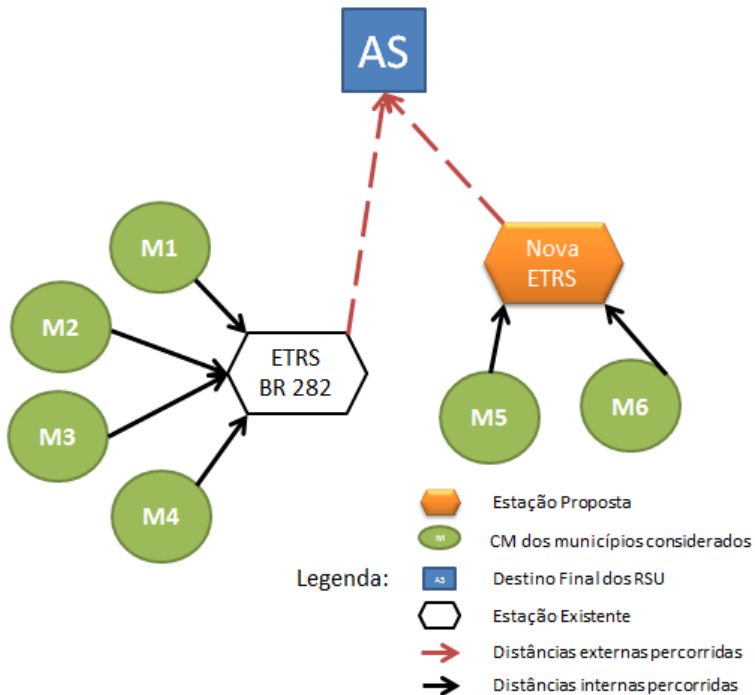 AS
M1
M2
M3
M4
ETRS
BR 282
Nova
ETRS
M5
M6
Legenda:
Estação Proposta
M
CM dos municípios considerados
AS
Destino Final dos RSU
Estação Existente
Distâncias externas percorridas
Distâncias internas percorridas